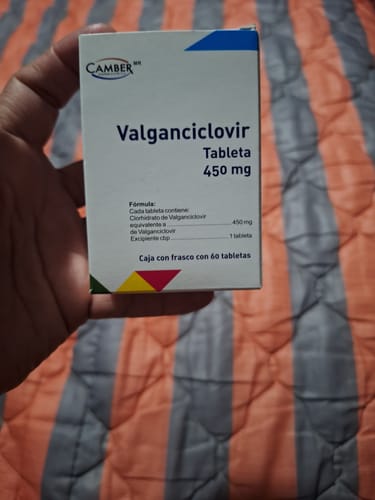 CAMBER MR
Valganciclovir
Tableta
450 mg
Fórmula:
Cada tableta contiene:
Clorhidrato de Valganciclovir
equivalente a ........................450 mg
de Valganciclovir
Excipiente cbp ......................1 tableta
Caja con frasco con 60 tabletas